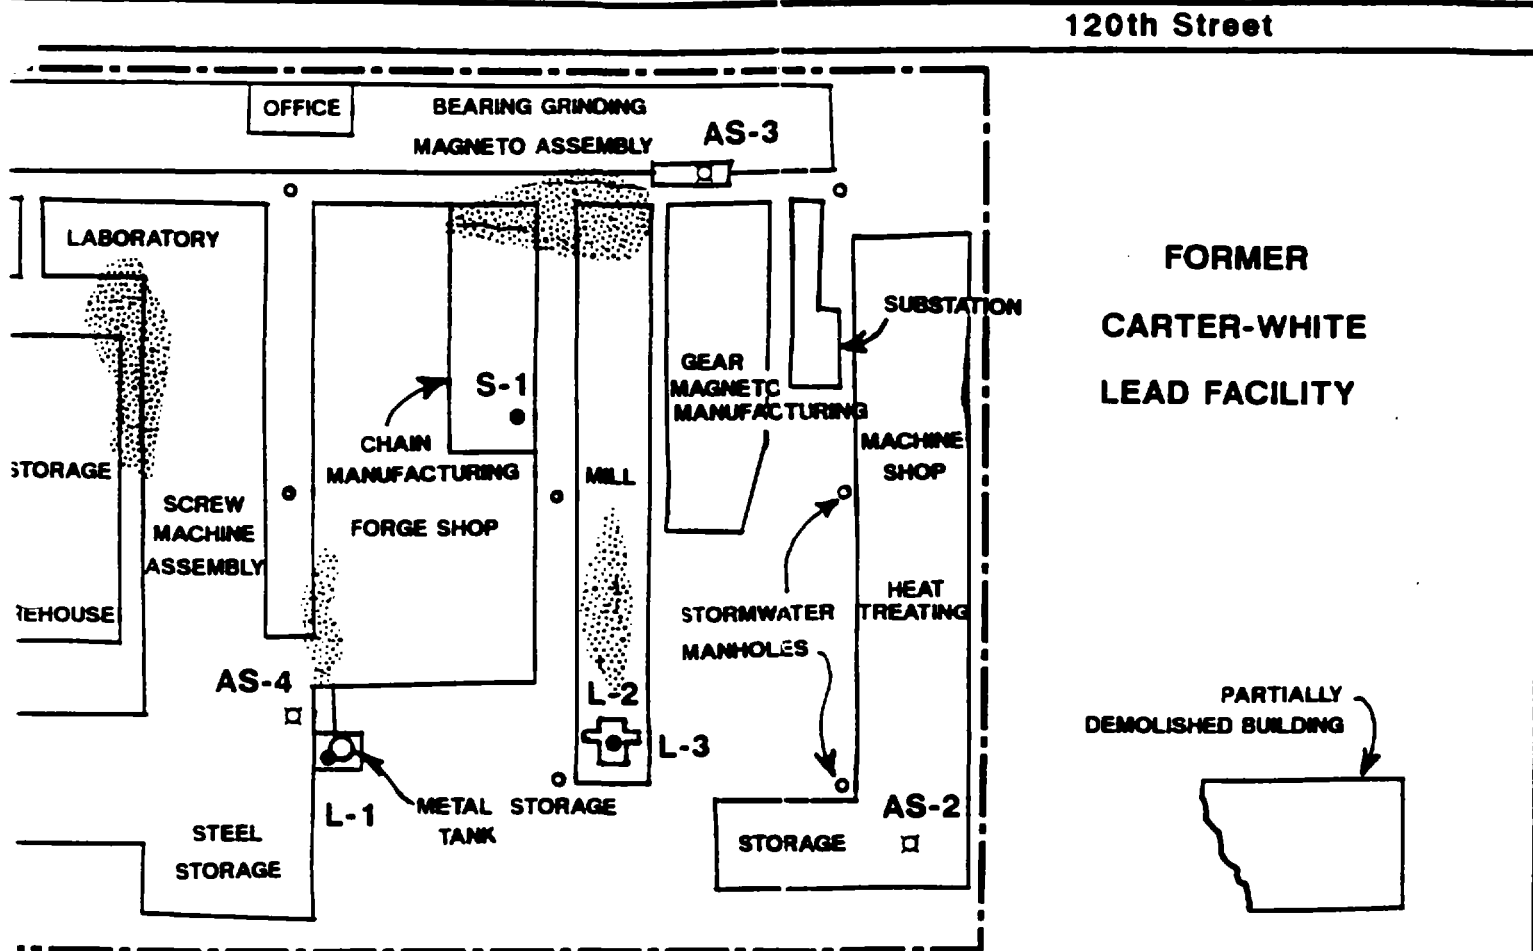 120th Street
OFFICE
BEARING GRINDING
MAGNETO ASSEMBLY
AS-3
LABORATORY
FORMER
CARTER-WHITE
LEAD FACILITY
SUBSTATION
GEAR
MAGNETO
MANUFACTURING
S-1
CHAIN
MANUFACTURING
FORGE SHOP
MILL
MACHINE
SHOP
STORAGE
SCREW
MACHINE
ASSEMBLY
HEAT
TREATING
STORMWATER
MANHOLES
REHOUSE
AS-4
L-2
L-3
PARTIALLY
DEMOLISHED BUILDING
L-1
METAL
TANK
STORAGE
AS-2
STORAGE
STEEL
STORAGE